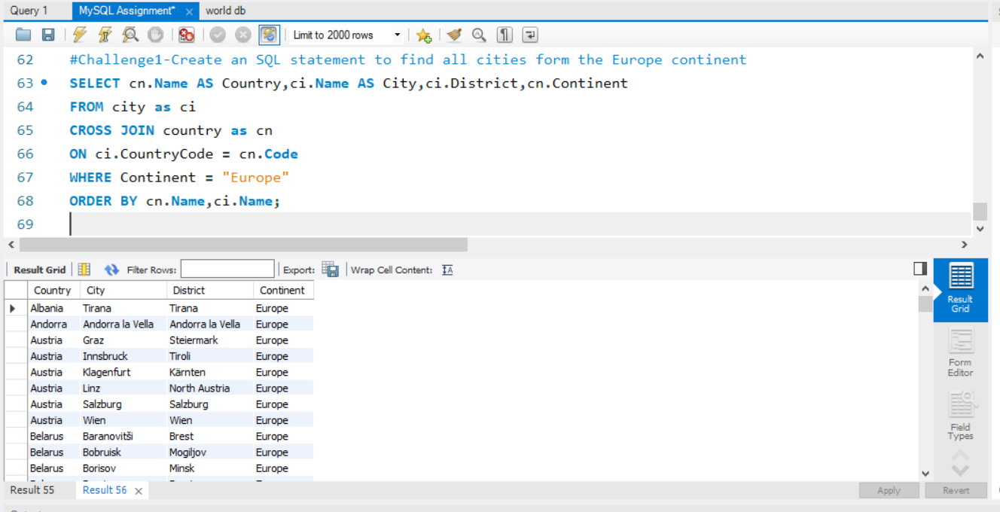 Query 1 MySQL Assignment* × world db
Limit to 2000 rows
62 #Challenge1-Create an SQL statement to find all cities form the Europe continent
63 SELECT cn.Name AS Country,ci.Name AS City,ci.District,cn.Continent
64 FROM city as ci
65 CROSS JOIN country as cn
66 ON ci.CountryCode = cn.Code
67 WHERE Continent = "Europe"
68 ORDER BY cn.Name,ci.Name;
69
Result Grid Filter Rows: Export: Wrap Cell Content: IA
Country City District Continent
Albania Tirana Tirana Europe
Andorra Andorra la Vella Andorra la Vella Europe
Austria Graz Steiermark Europe
Austria Innsbruck Tiroli Europe
Austria Klagenfurt Kärnten Europe
Austria Linz North Austria Europe
Austria Salzburg Salzburg Europe
Austria Wien Wien Europe
Belarus Baranovitši Brest Europe
Belarus Bobruisk Mogiljov Europe
Belarus Borisov Minsk Europe
Result
Grid
Form
Editor
Field
Types
Result 55 Result 56 × Apply Revert